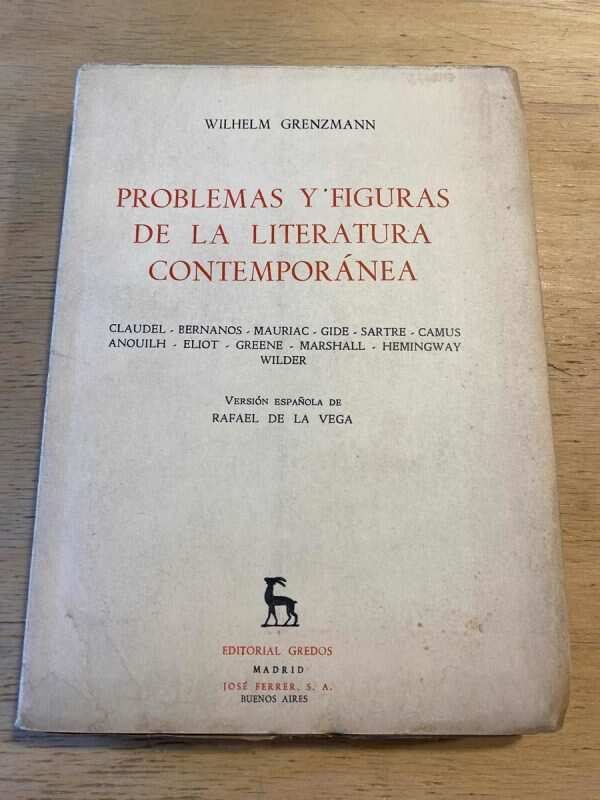 WILHELM GRENZMANN
PROBLEMAS Y FIGURAS
DE LA LITERATURA
CONTEMPORÁNEA
CLAUDEL - BERNANOS - MAURIAC - GIDE - SARTRE - CAMUS
ANOUILH - ELIOT - GREENE - MARSHALL - HEMINGWAY
WILDER
VERSIÓN ESPAÑOLA DE
RAFAEL DE LA VEGA
EDITORIAL GREDOS
MADRID
JOSÉ FERRER, S. A.
BUENOS AIRES